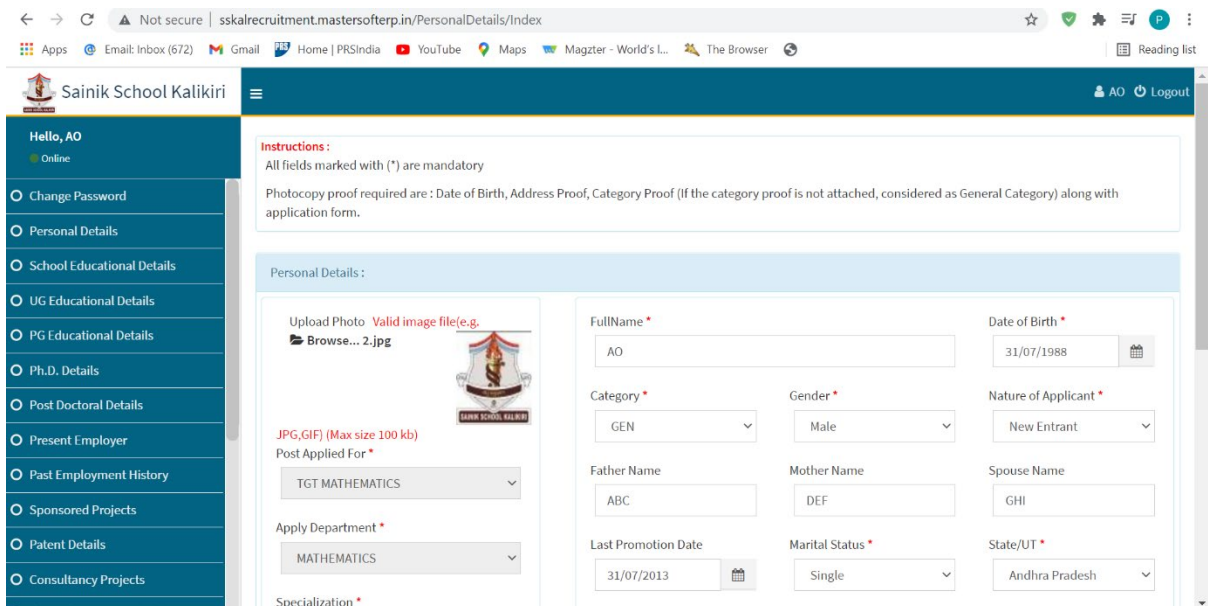 Not secure | sskalrecruitment.mastersofterp.in/PersonalDetails/Index
P
Apps Email: Inbox (672) Gmail PRS Home | PRSIndia YouTube Maps Magzter - World's l... The Browser Reading list
Sainik School Kalikiri AO Logout
Hello, AO
Online
Change Password
Personal Details
School Educational Details
UG Educational Details
PG Educational Details
Ph.D. Details
Post Doctoral Details
Present Employer
Past Employment History
Sponsored Projects
Patent Details
Consultancy Projects
Instructions :
All fields marked with (*) are mandatory
Photocopy proof required are : Date of Birth, Address Proof, Category Proof (If the category proof is not attached, considered as General Category) along with
application form.
Personal Details :
Upload Photo Valid image file(e.g.
Browse... 2.jpg
SAINIK SCHOOL KALIKIRI
JPG,GIF) (Max size 100 kb)
Post Applied For *
TGT MATHEMATICS
Apply Department *
MATHEMATICS
Specialization *
FullName * Date of Birth *
AO 31/07/1988
Category * Gender * Nature of Applicant *
GEN Male New Entrant
Father Name Mother Name Spouse Name
ABC DEF GHI
Last Promotion Date Marital Status * State/UT *
31/07/2013 Single Andhra Pradesh